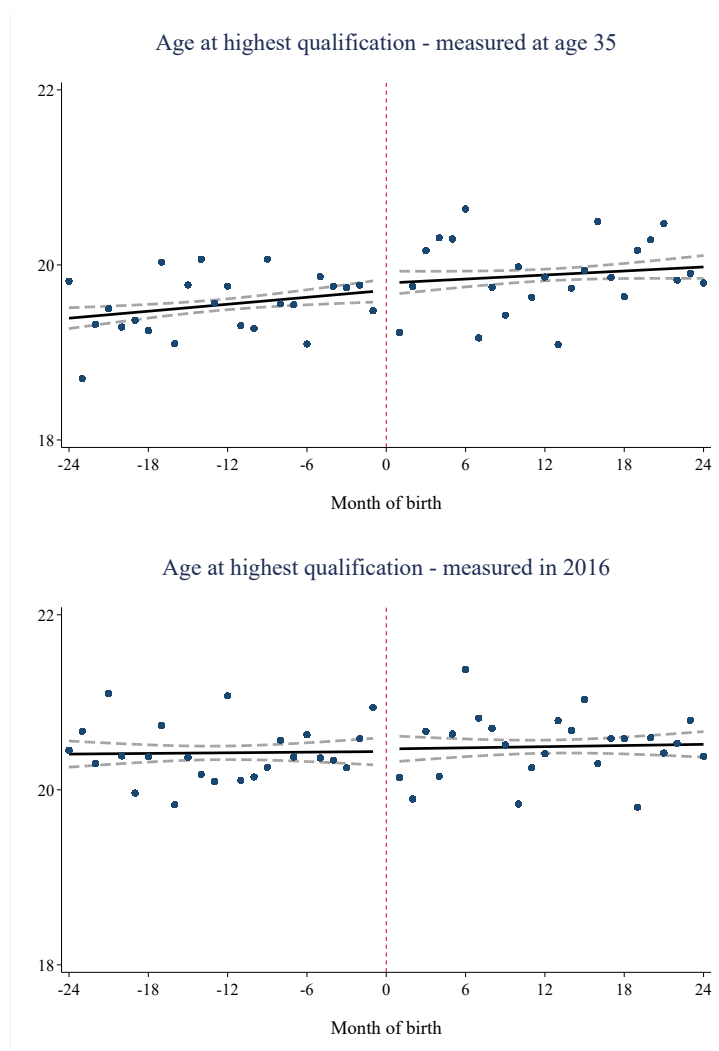 Age at highest qualification - measured at age 35
22
20
18
-24 -18 -12 -6 0 6 12 18 24
Month of birth
Age at highest qualification - measured in 2016
22
20
18
-24 -18 -12 -6 0 6 12 18 24
Month of birth